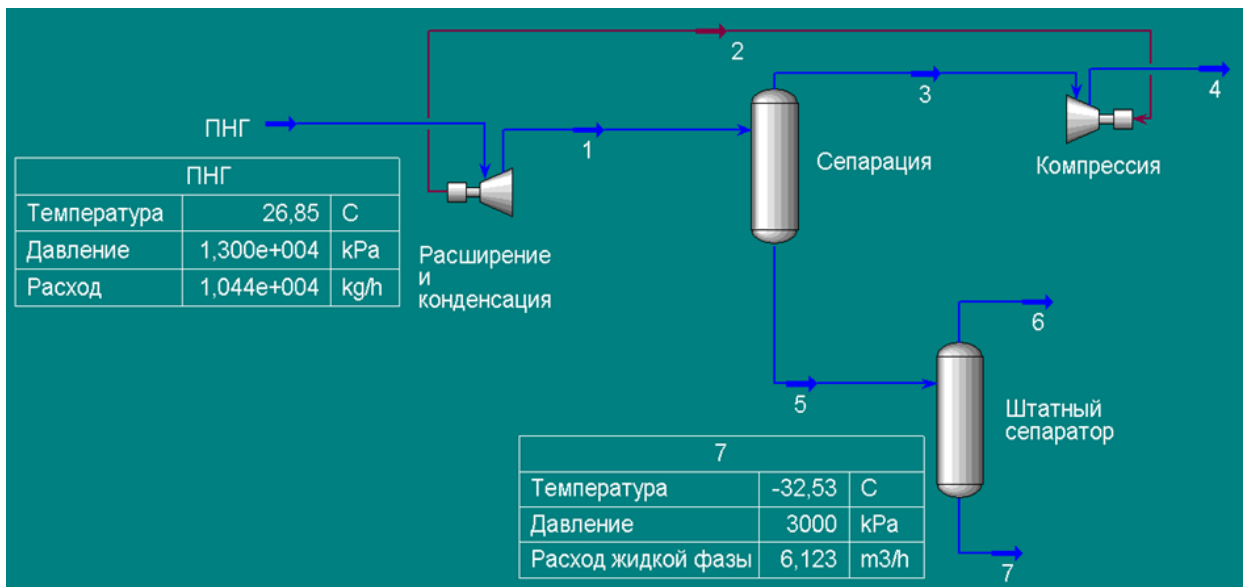 2
3
4
ПНГ
1
Сепарация
Компрессия
ПНГ
Температура 26,85 C
Давление 1,300e+004 kPa
Расход 1,044e+004 kg/h
Расширение
и
конденсация
6
5
Штатный
сепаратор
7
Температура -32,53 C
Давление 3000 kPa
Расход жидкой фазы 6,123 m3/h
7